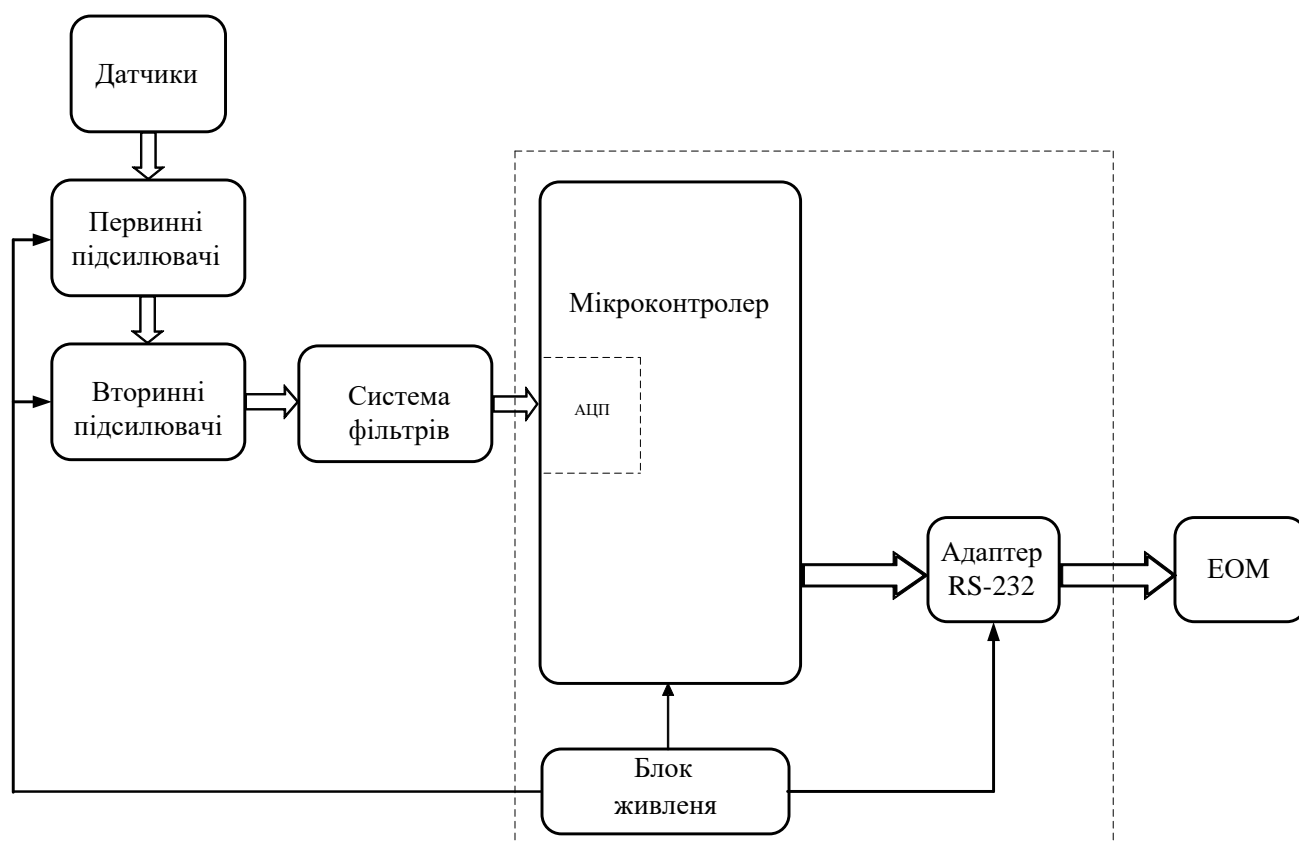 Датчики
Первинні
підсилювачі
Вторинні
підсилювачі
Система
фільтрів
Мікроконтролер
АЦП
Адаптер
RS-232
ЕОМ
Блок
живленя